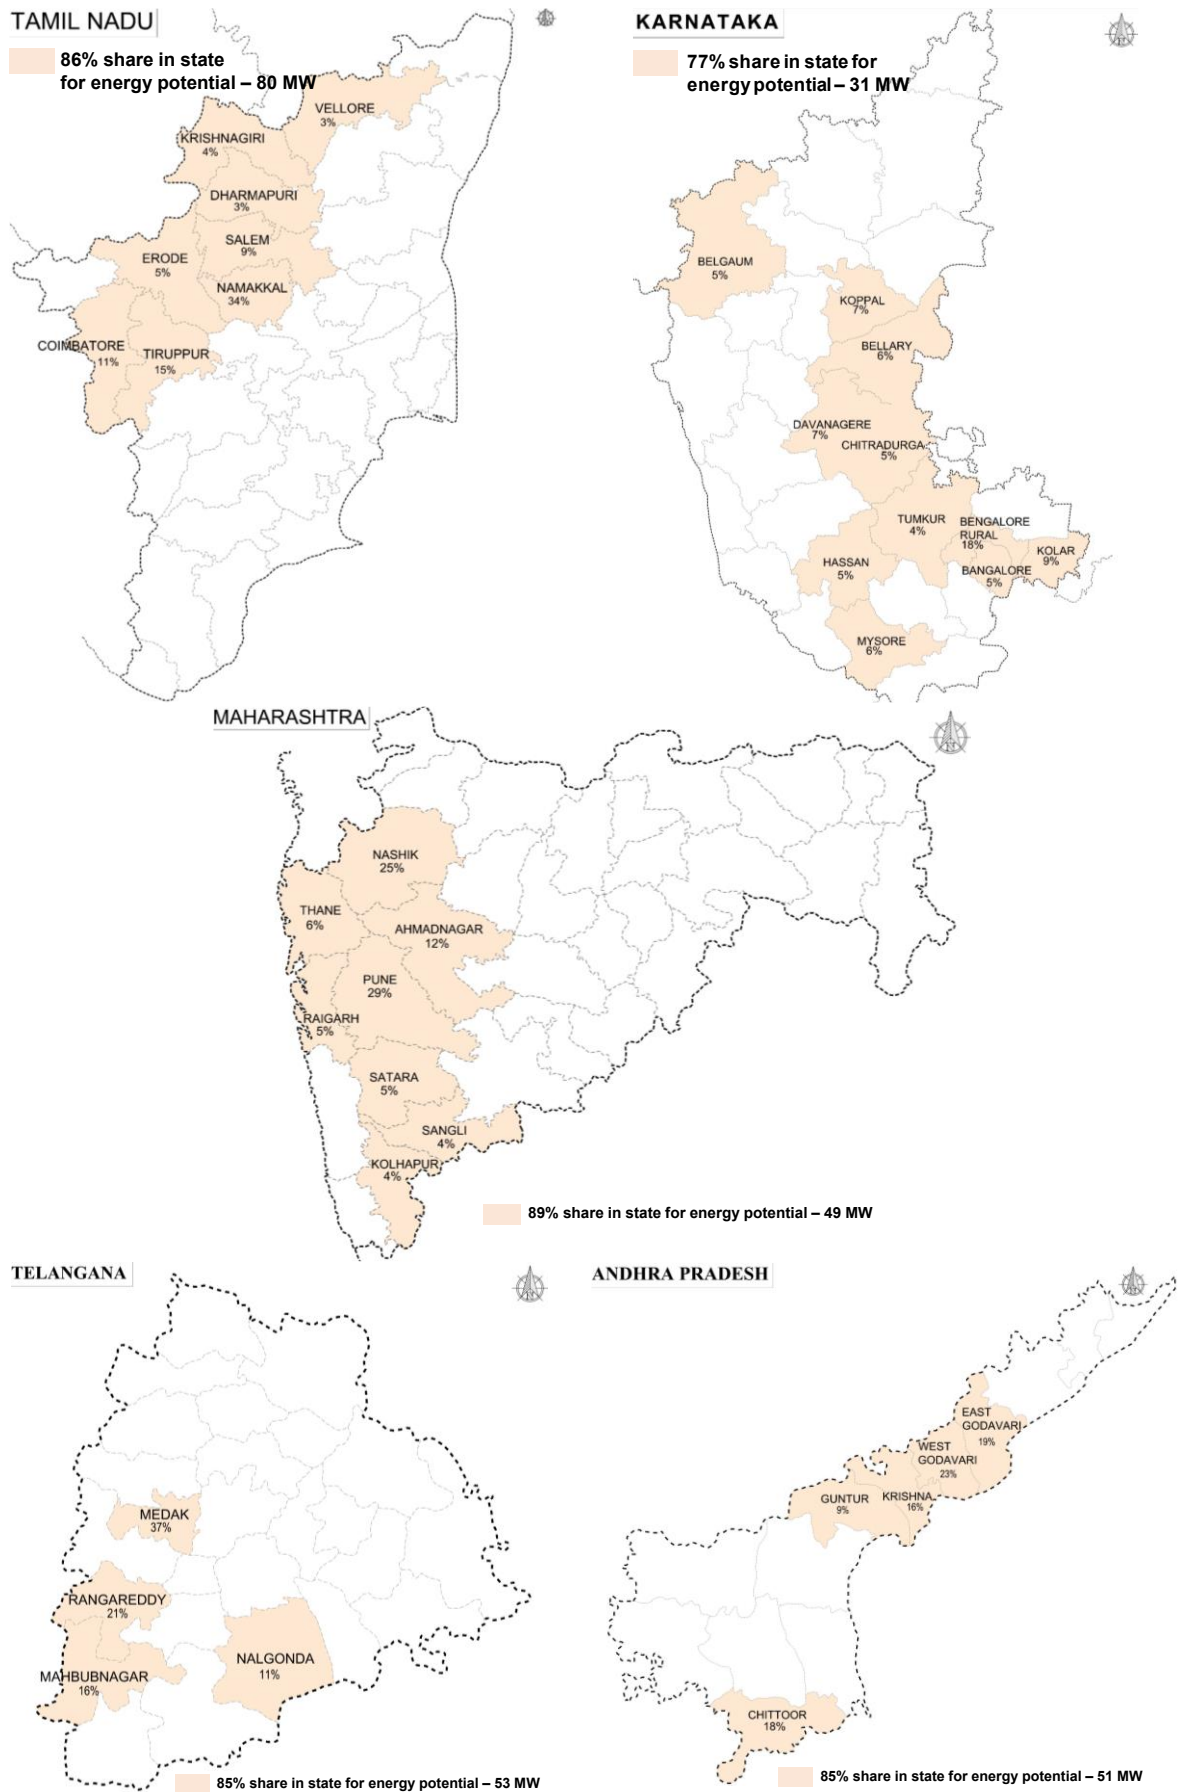 TAMIL NADU
86% share in state
for energy potential – 80 MW
VELLORE
3%
KRISHNAGIRI
4%
DHARMAPURI
3%
SALEM
9%
ERODE
5%
NAMAKKAL
34%
COIMBATORE
11%
TIRUPPUR
15%
KARNATAKA
77% share in state for
energy potential – 31 MW
BELGAUM
5%
KOPPAL
7%
BELLARY
6%
DAVANAGERE
7%
CHITRADURGA
5%
TUMKUR
4%
BENGALORE
RURAL
18%
KOLAR
9%
HASSAN
5%
BANGALORE
5%
MYSORE
6%
MAHARASHTRA
NASHIK
25%
THANE
6%
AHMADNAGAR
12%
PUNE
29%
RAIGARH
5%
SATARA
5%
SANGLI
4%
KOLHAPUR
4%
89% share in state for energy potential – 49 MW
TELANGANA
MEDAK
37%
RANGAREDDY
21%
NALGONDA
11%
MAHBUBNAGAR
16%
85% share in state for energy potential – 53 MW
ANDHRA PRADESH
EAST
GODAVARI
19%
WEST
GODAVARI
23%
KRISHNA
16%
GUNTUR
9%
CHITTOOR
18%
85% share in state for energy potential – 51 MW